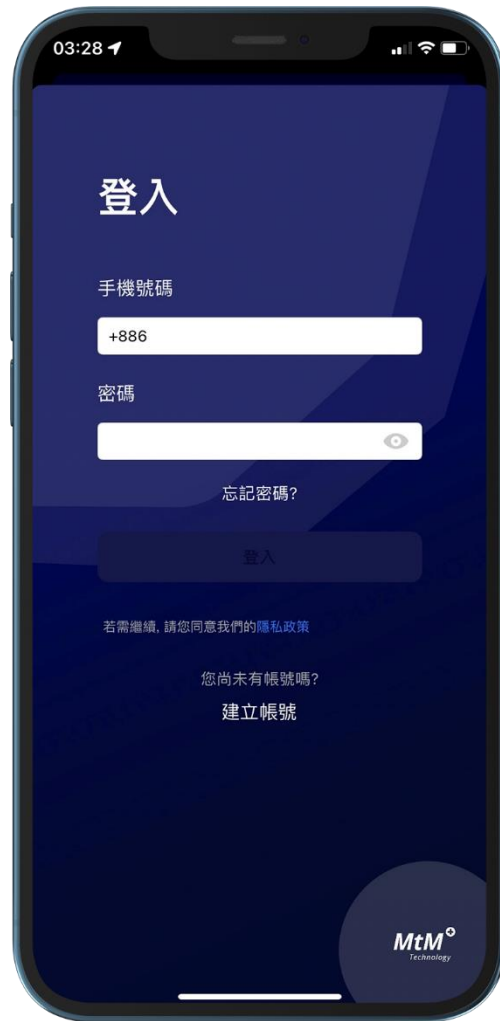 03:28
登入
手機號碼
+886
密碼
忘記密碼?
登入
若需繼續, 請您同意我們的隱私政策
您尚未有帳號嗎?
建立帳號
MtM+
Technology